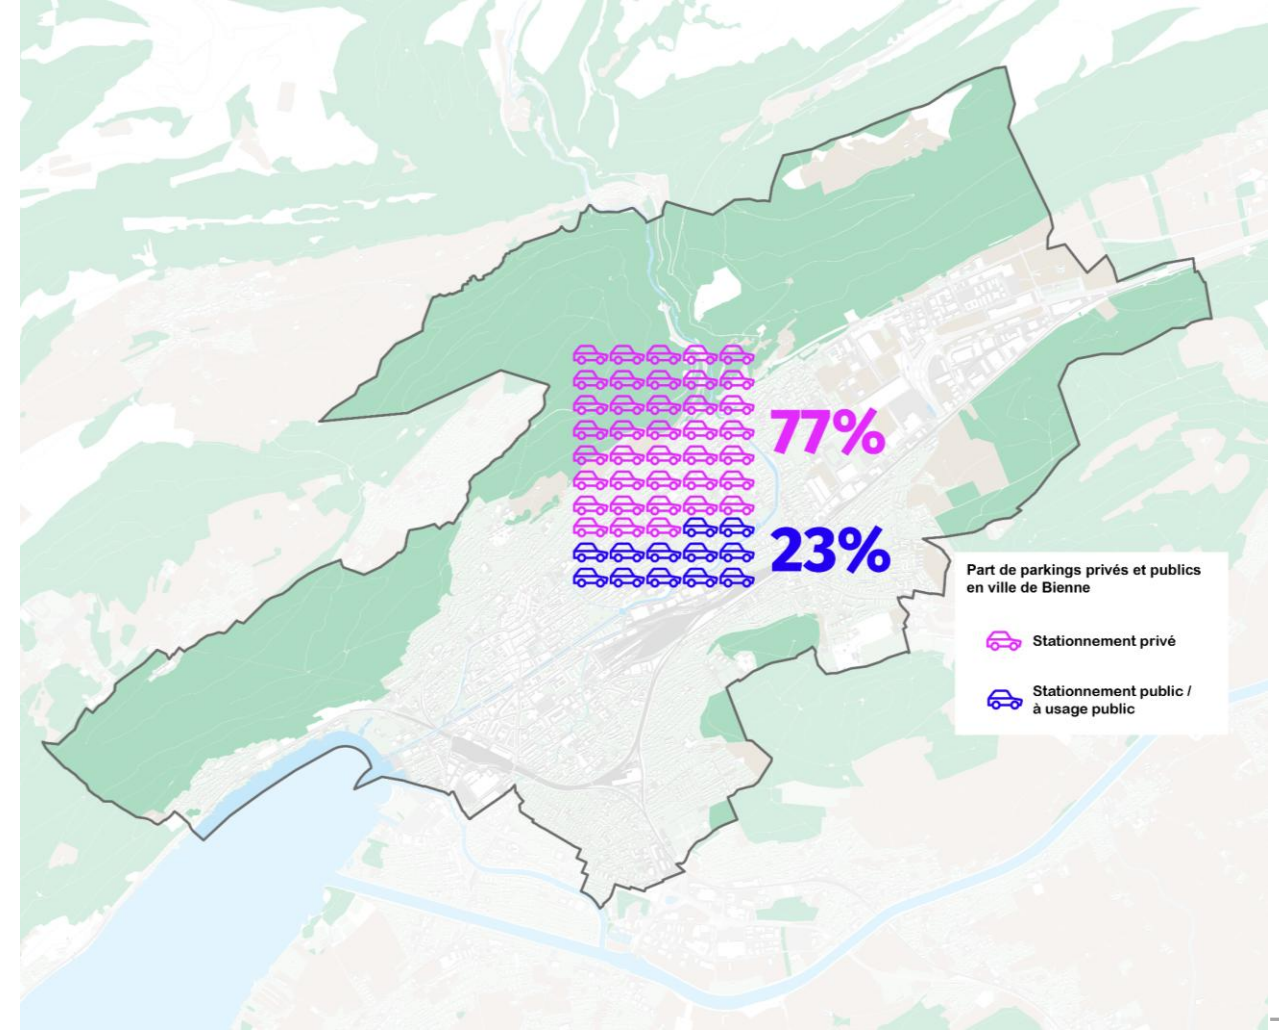 77%
23%
Part de parkings privés et publics
en ville de Bienne
Stationnement privé
Stationnement public /
à usage public